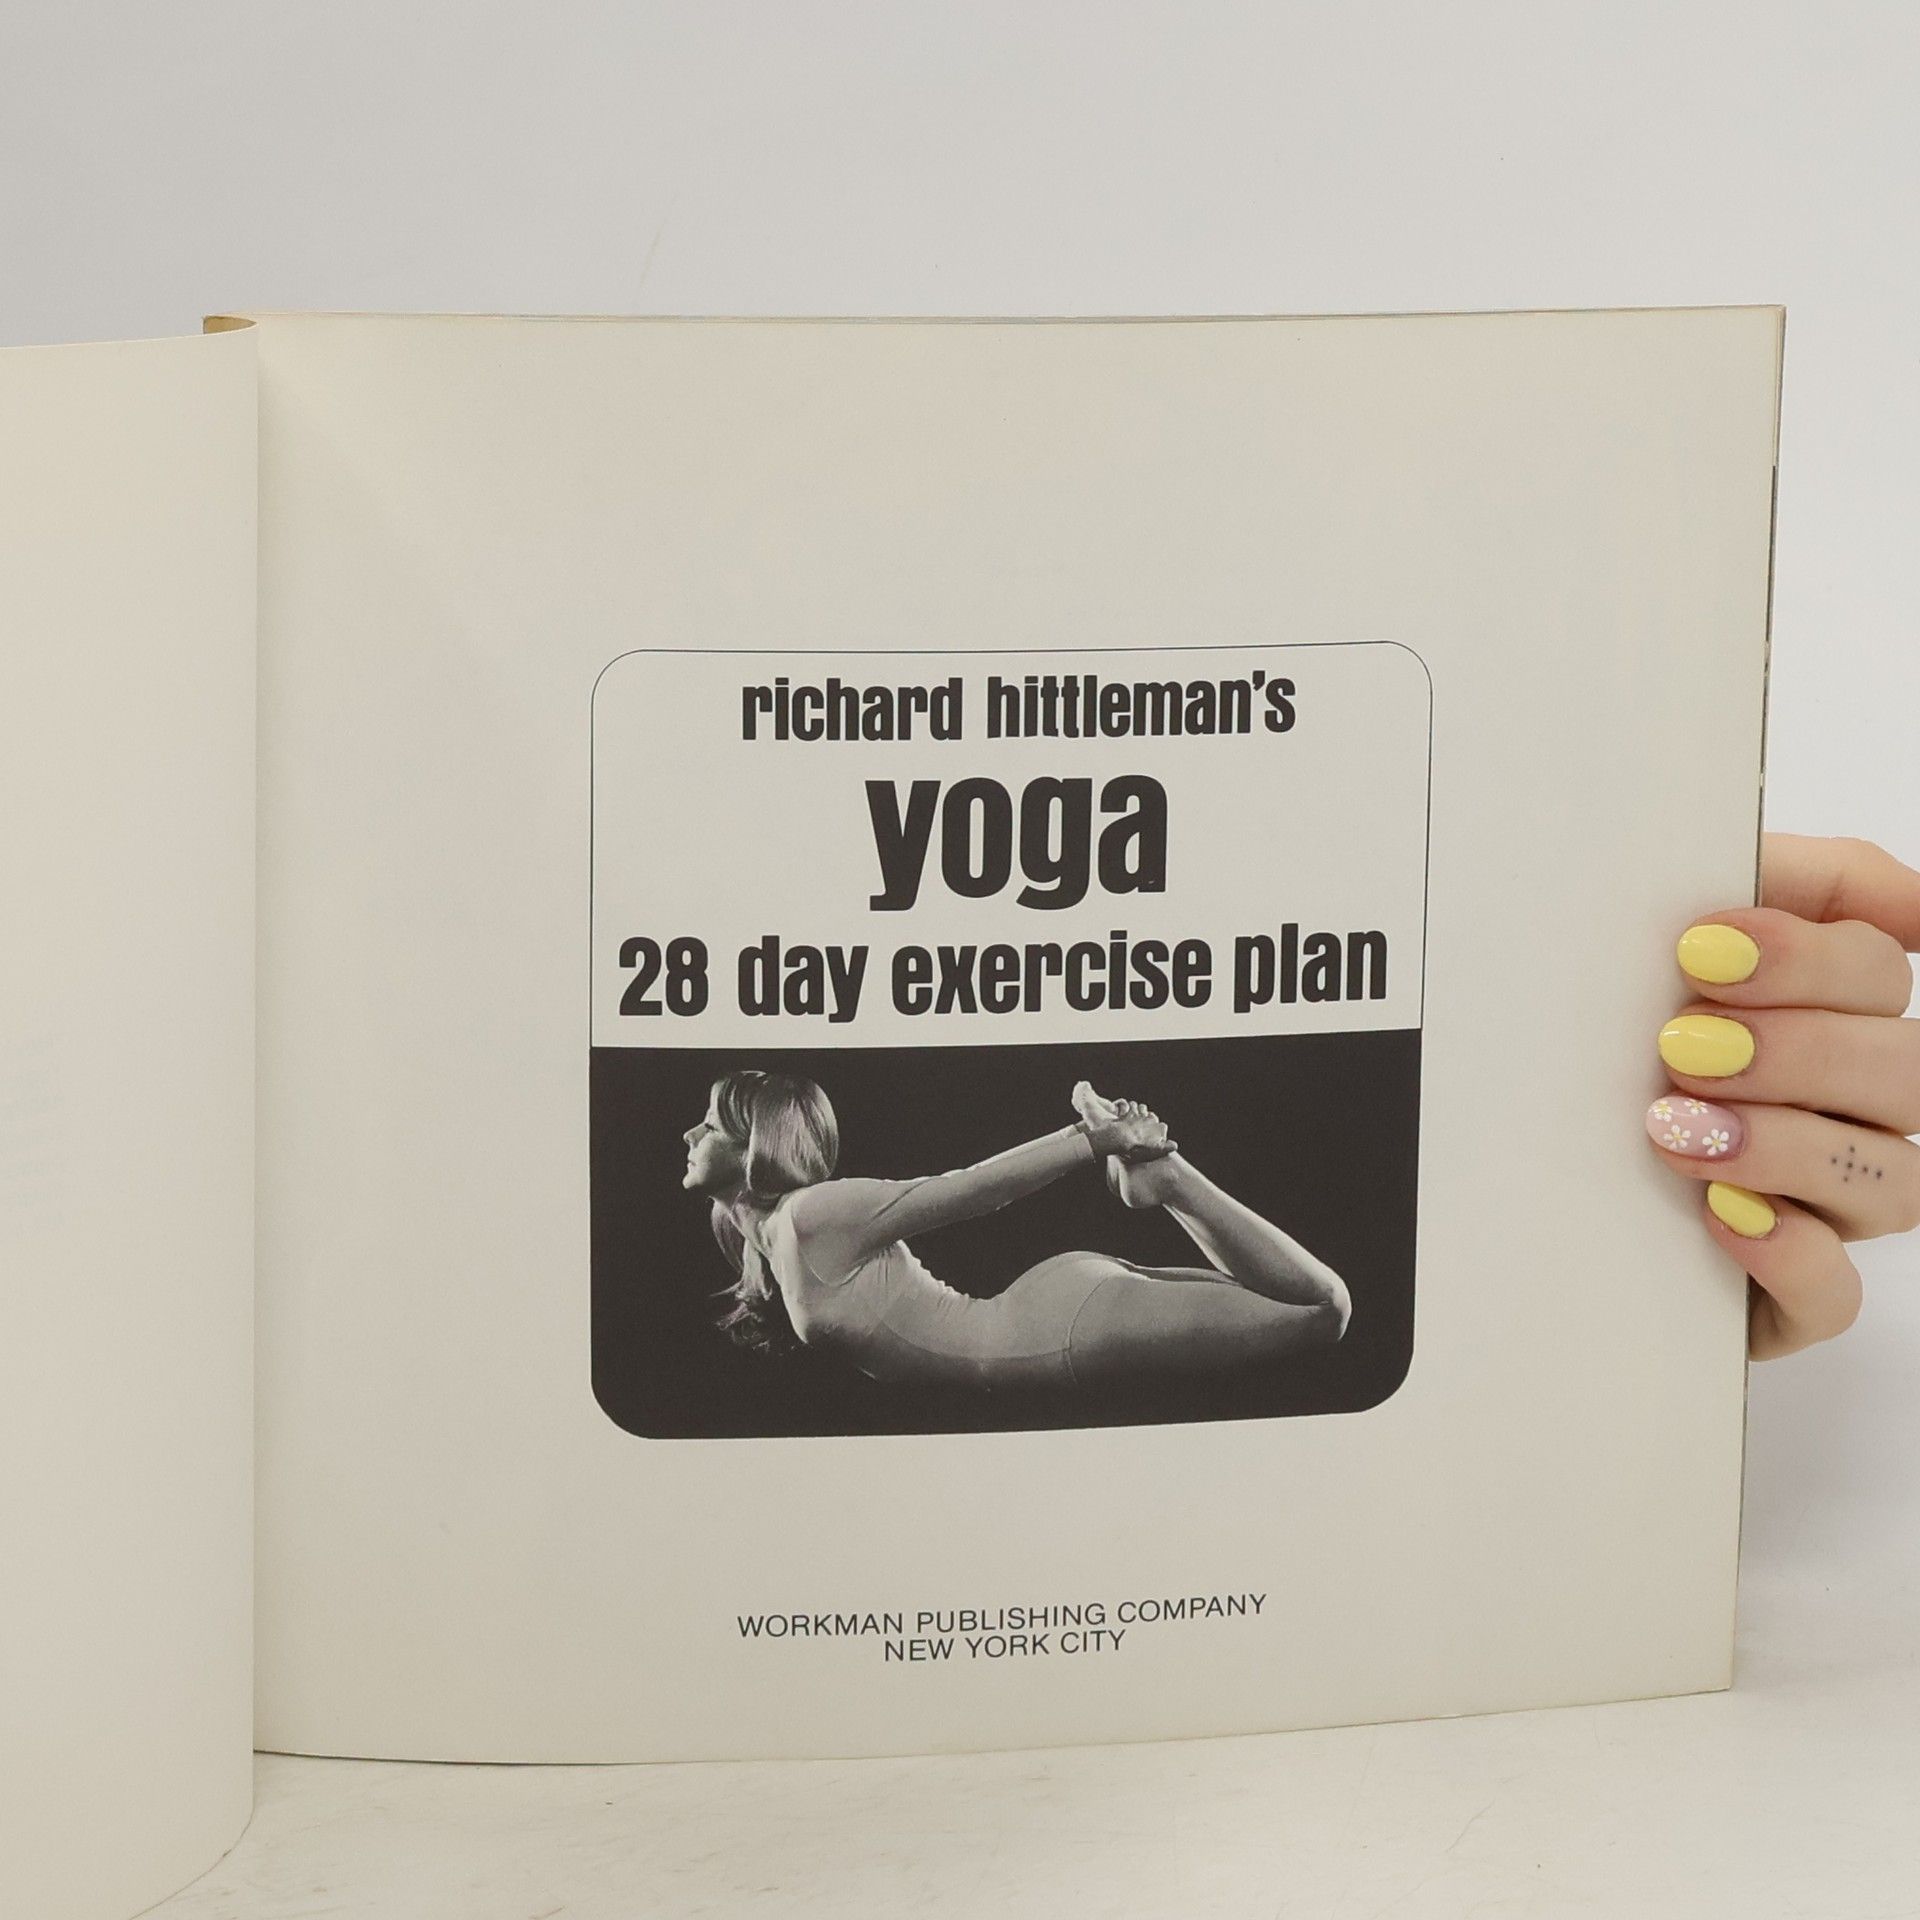 richard hittleman's
yoga
28 day exercise plan
WORKMAN PUBLISHING COMPANY
NEW YORK CITY